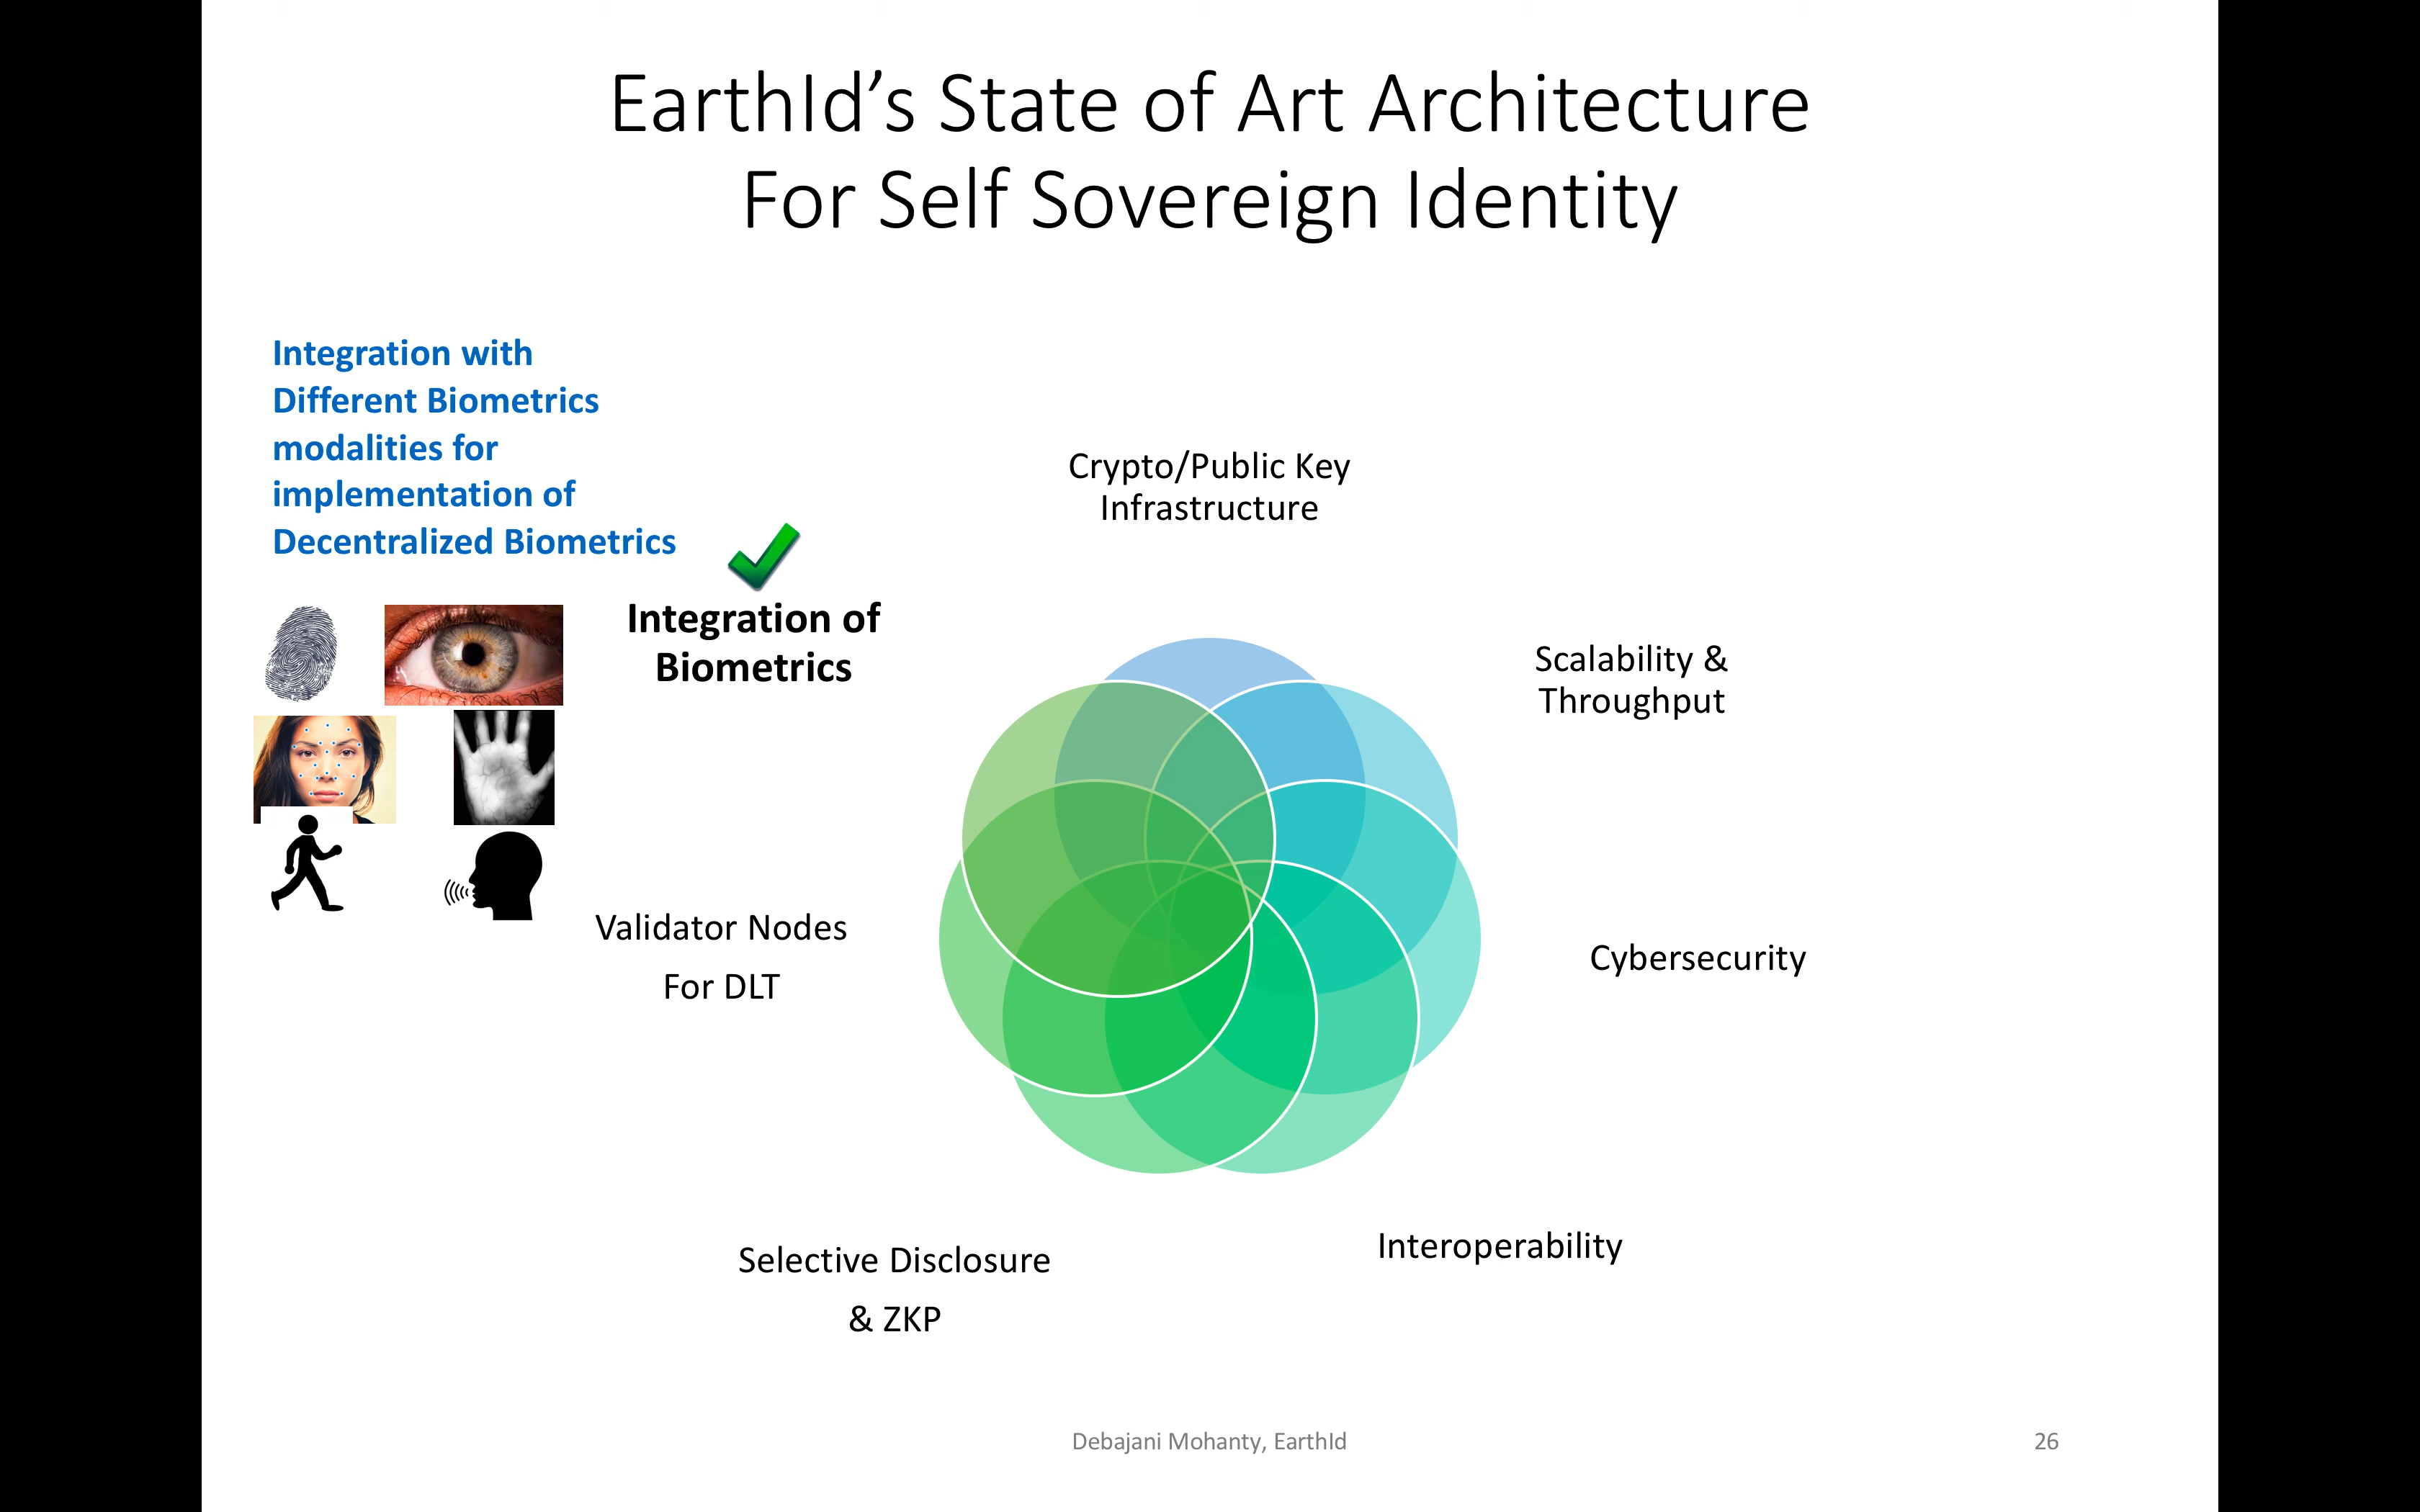 EarthId’s State of Art Architecture
For Self Sovereign Identity
Integration with
Different Biometrics
modalities for
implementation of
Decentralized Biometrics
Integration of
Biometrics
Crypto/Public Key
Infrastructure
Scalability &
Throughput
Cybersecurity
Interoperability
Selective Disclosure
& ZKP
Validator Nodes
For DLT
Debajani Mohanty, EarthId
26